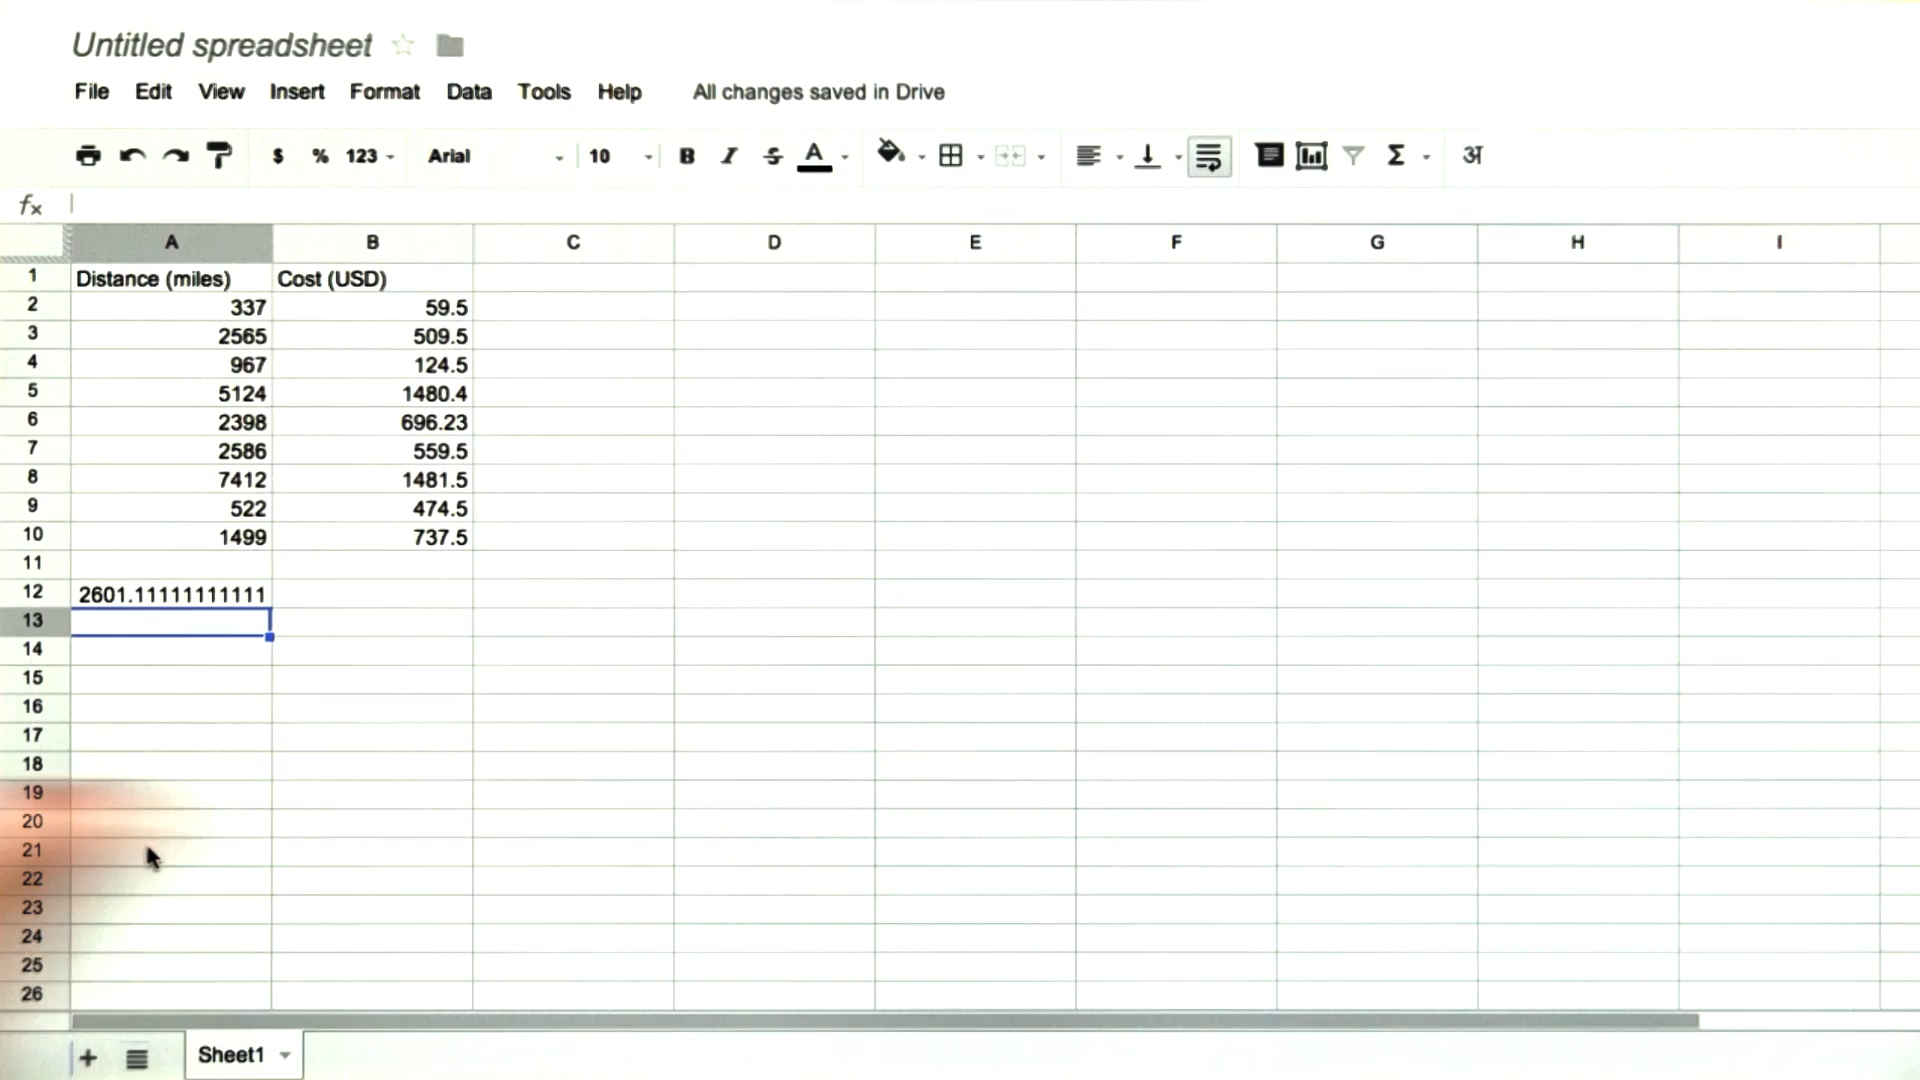 Untitled spreadsheet
File Edit View Insert Format Data Tools Help All changes saved in Drive
$ % 123 Arial 10 B I S A Σ अ
fx
A B C D E F G H I
1 Distance (miles) Cost (USD)
2 337 59.5
3 2565 509.5
4 967 124.5
5 5124 1480.4
6 2398 696.23
7 2586 559.5
8 7412 1481.5
9 522 474.5
10 1499 737.5
11
12 2601.11111111111
13
14
15
16
17
18
19
20
21
22
23
24
25
26
+ Sheet1